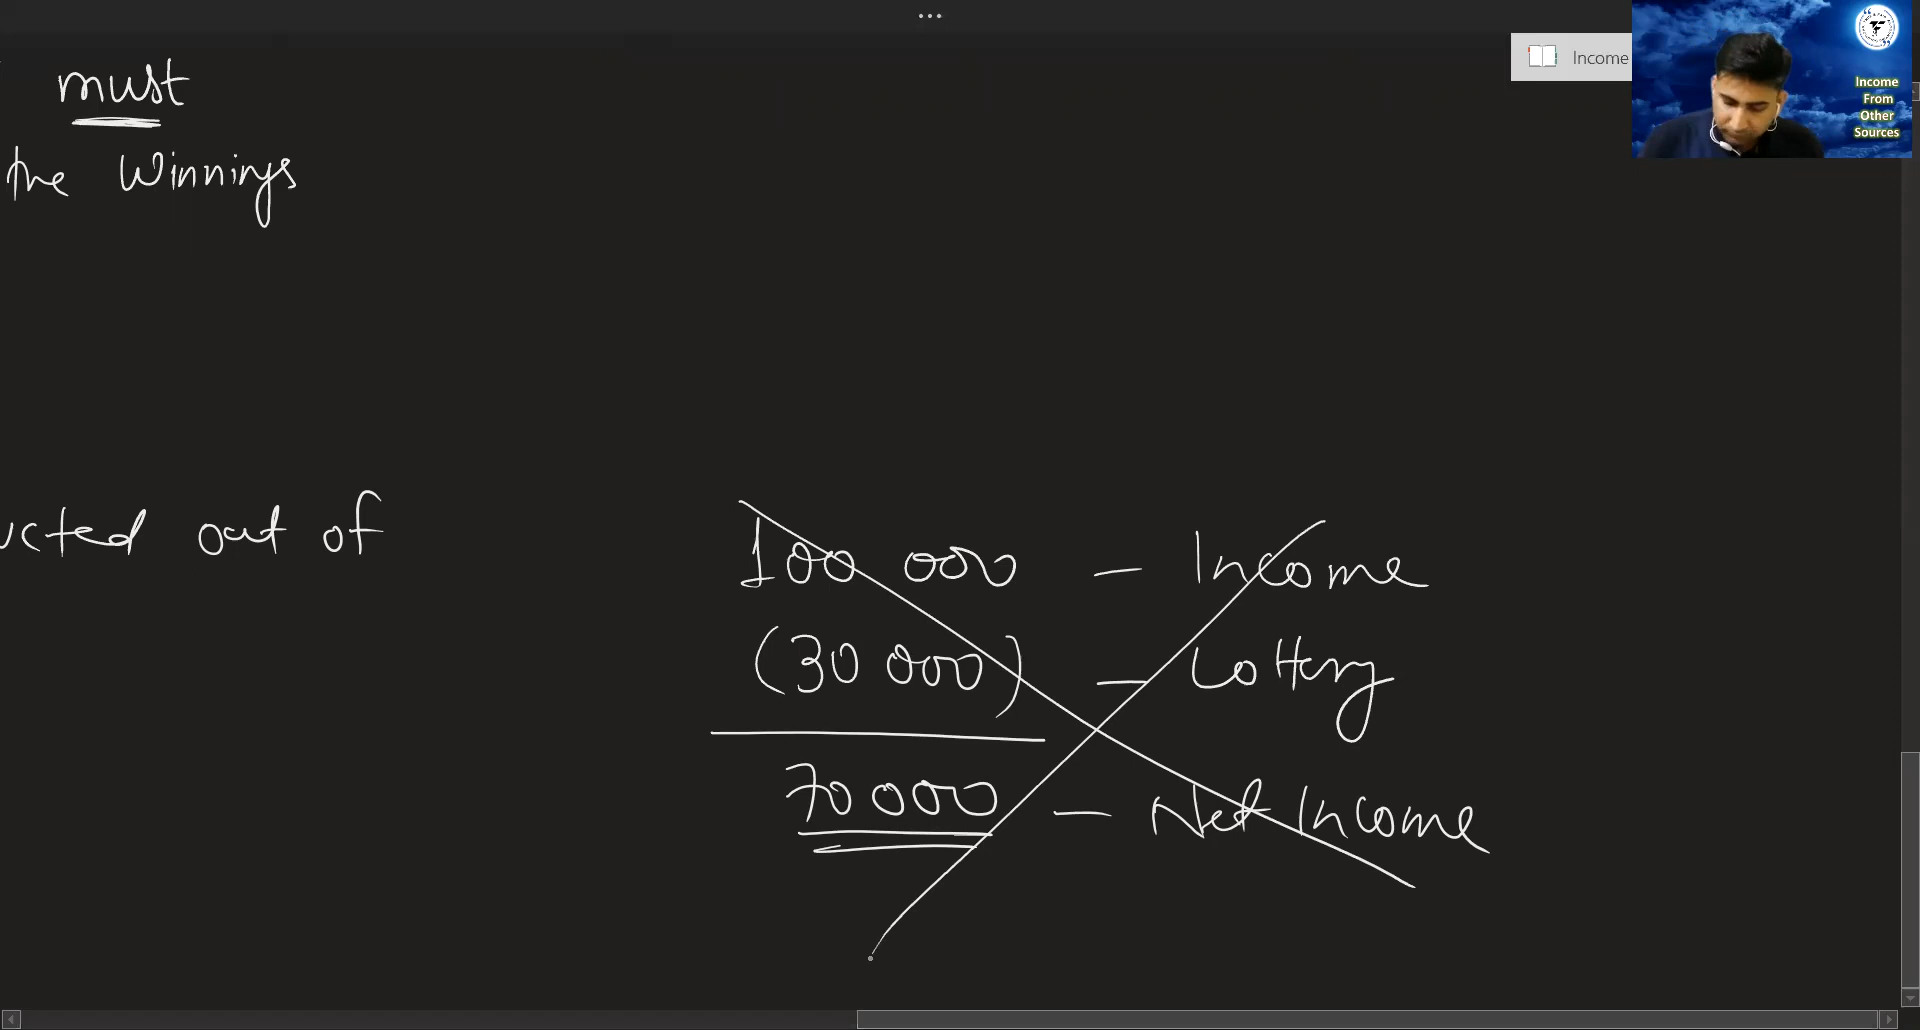 ...
Income
Income
From
Other
Sources
must
the Winnings
ucted out of
100 000 — Income
(30 000) — Lottery
70 000 — Net Income